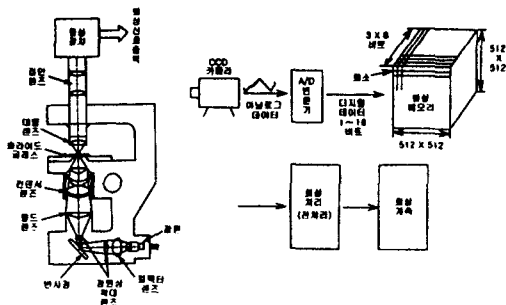 촬상
장치
영상신호출력
접안
렌즈
대물
렌즈
슬라이드
글래스
컨덴서
렌즈
필드
렌즈
반사경
광원상
확대
렌즈
컬렉터
렌즈
광원
CCD
카메라
아날로그
데이터
A/D
변환기
디지털
데이터
1~16
비트
3 X 8
비트
화소
화상
메모리
512 X 512
512
X
512
화상
처리
(전처리)
화상
계측